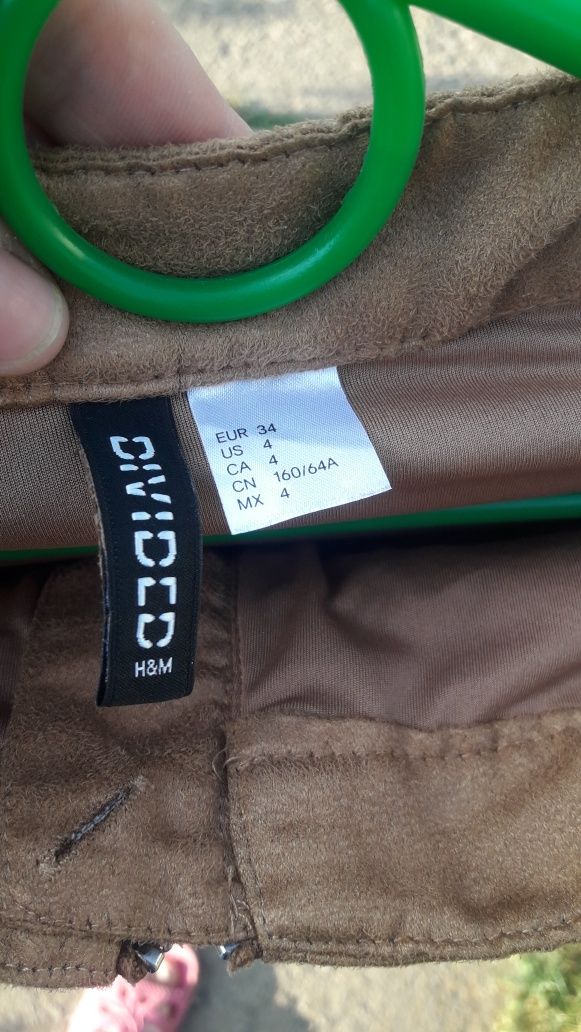 DIVIDED
H&M
EUR 34
US 4
CA 4
CN 160/64A
MX 4